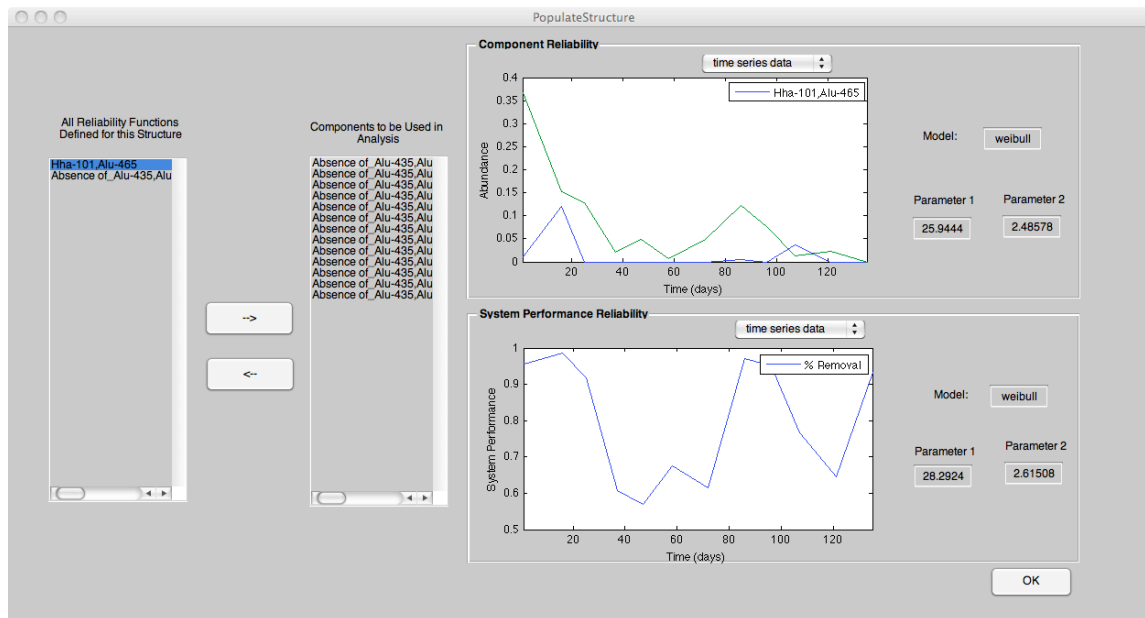 PopulateStructure
All Reliability Functions
Defined for this Structure
Hha-101,Alu-465
Absence of_Alu-435,Alu
Components to be Used in
Analysis
Absence of_Alu-435,Alu
Absence of_Alu-435,Alu
Absence of_Alu-435,Alu
Absence of_Alu-435,Alu
Absence of_Alu-435,Alu
Absence of_Alu-435,Alu
Absence of_Alu-435,Alu
Absence of_Alu-435,Alu
Absence of_Alu-435,Alu
Absence of_Alu-435,Alu
Absence of_Alu-435,Alu
Absence of_Alu-435,Alu
Absence of_Alu-435,Alu
-->
<--
Component Reliability
time series data
Hha-101,Alu-465
0.4
0.35
0.3
0.25
0.2
0.15
0.1
0.05
0
Abundance
20 40 60 80 100 120
Time (days)
Model: weibull
Parameter 1 Parameter 2
25.9444 2.48578
System Performance Reliability
time series data
% Removal
1
0.9
0.8
0.7
0.6
0.5
System Performance
20 40 60 80 100 120
Time (days)
Model: weibull
Parameter 1 Parameter 2
28.2924 2.61508
OK